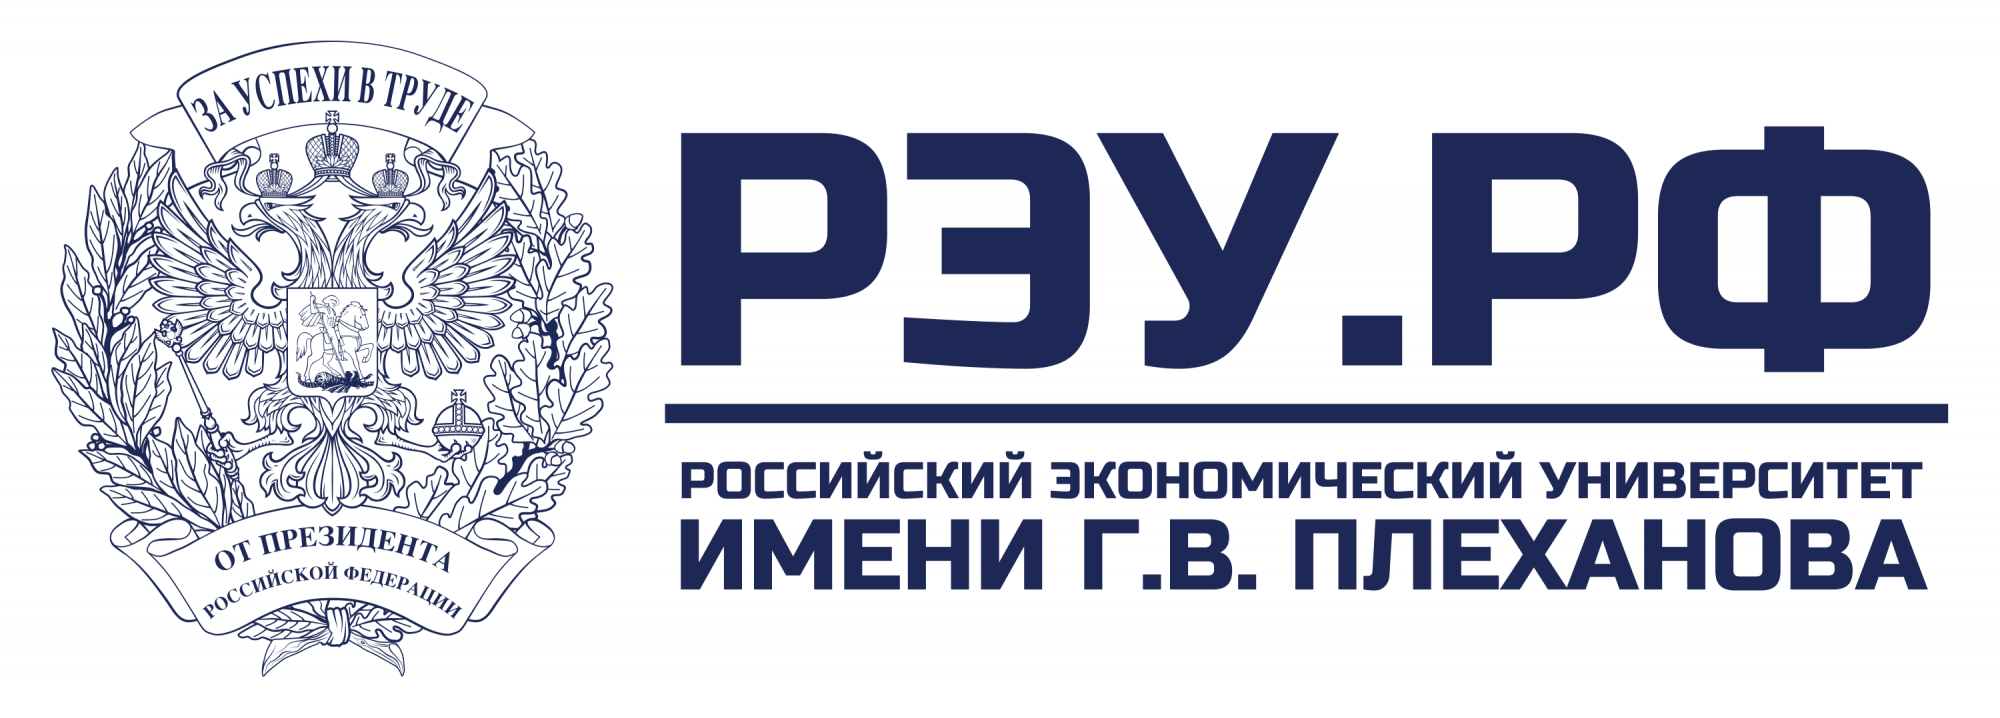 ЗА УСПЕХИ В ТРУДЕ
ОТ ПРЕЗИДЕНТА
РОССИЙСКОЙ ФЕДЕРАЦИИ
РЭУ.РФ
РОССИЙСКИЙ ЭКОНОМИЧЕСКИЙ УНИВЕРСИТЕТ
ИМЕНИ Г.В. ПЛЕХАНОВА